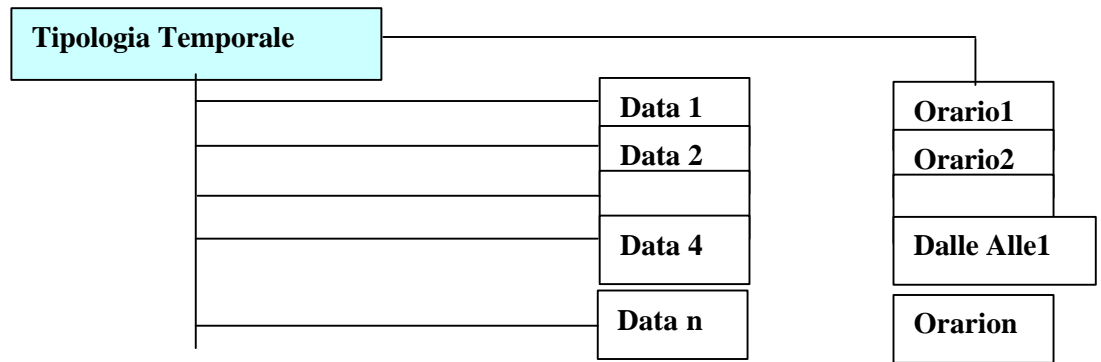 Tipologia Temporale
Data 1
Orario1
Data 2
Orario2
Data 4
Dalle Alle1
Data n
Orarion